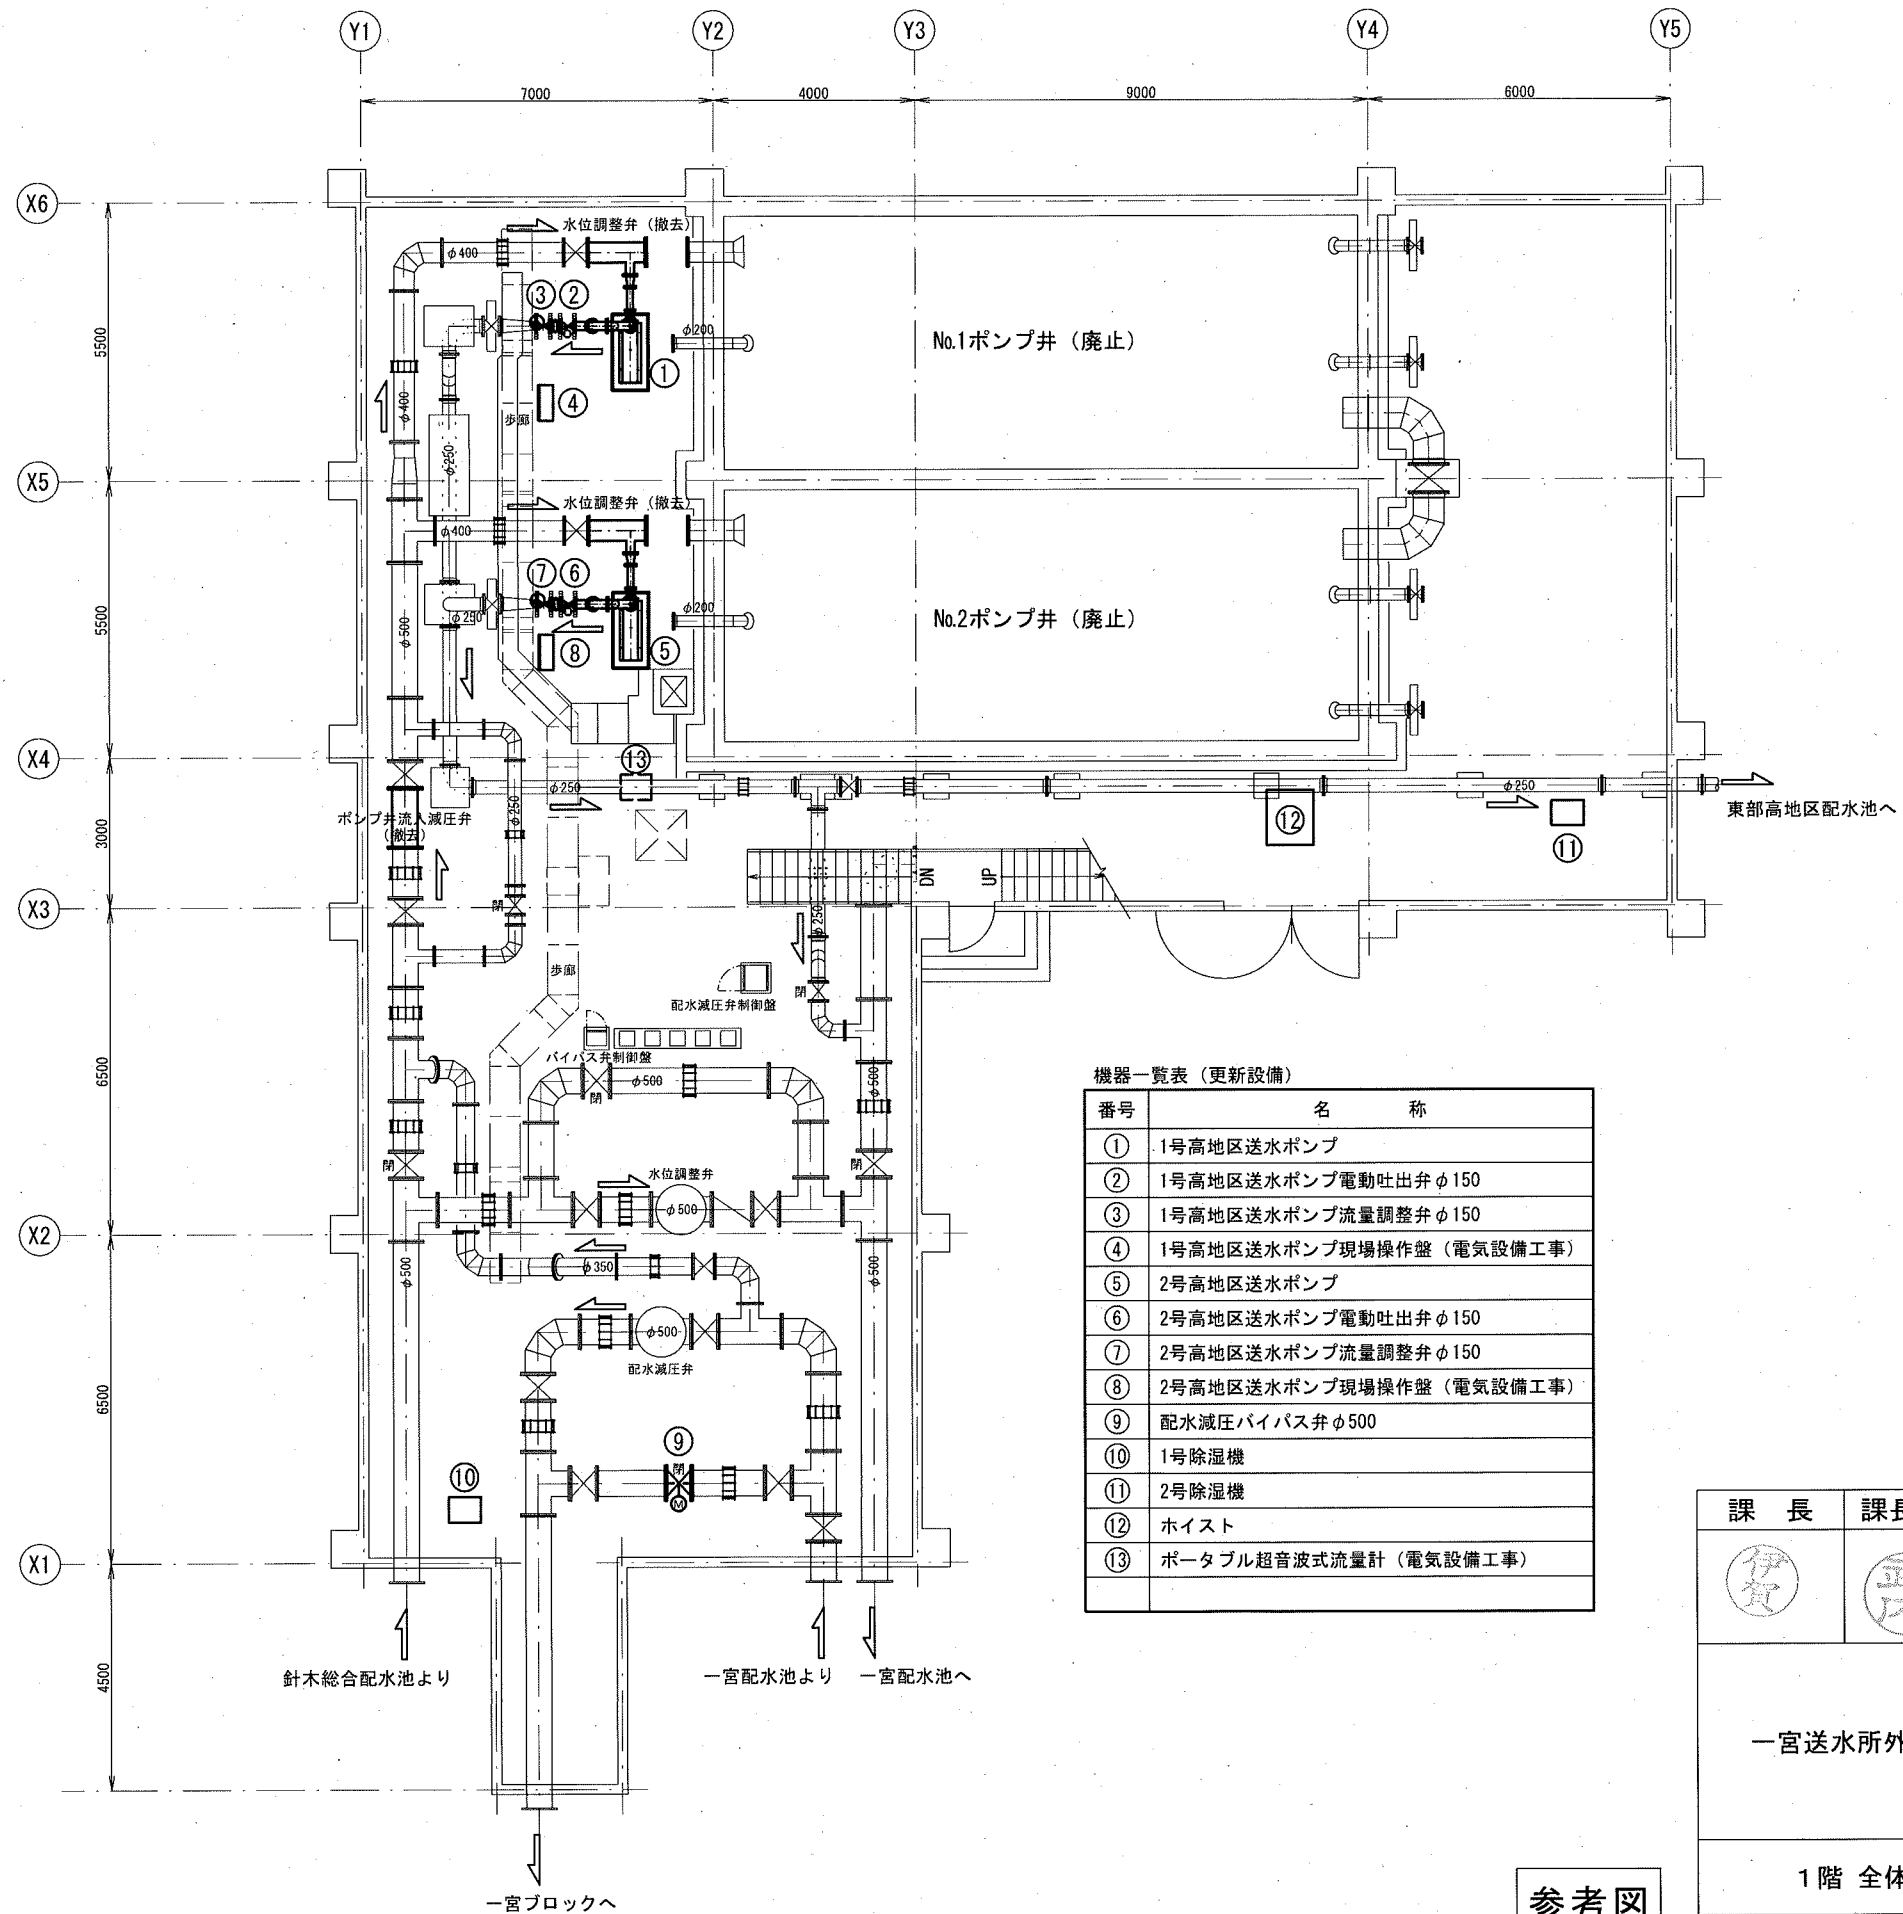 Y1
Y2
Y3
Y4
Y5
7000
4000
9000
6000
X6
X5
X4
X3
X2
X1
5500
5500
3000
6500
6500
4500
水位調整弁（撤去）
φ400
③
②
①
④
φ200
No.1ポンプ井（廃止）
φ400
歩廊
φ250
水位調整弁（撤去）
φ400
⑦
⑥
φ200
φ250
No.2ポンプ井（廃止）
φ500
⑧
⑤
⑬
φ250
φ250
φ250
東部高地区配水池へ
ポンプ井流入減圧弁
（撤去）
⑫
⑪
DN
UP
閉
φ250
歩廊
閉
配水減圧弁制御盤
バイパス弁制御盤
φ500
閉
φ500
閉
閉
水位調整弁
φ500
φ500
φ350
φ500
φ500
配水減圧弁
⑨
閉
M
⑩
針木総合配水池より
一宮配水池より
一宮配水池へ
一宮ブロックへ
機器一覧表（更新設備）
番号 名　称
① 1号高地区送水ポンプ
② 1号高地区送水ポンプ電動吐出弁φ150
③ 1号高地区送水ポンプ流量調整弁φ150
④ 1号高地区送水ポンプ現場操作盤（電気設備工事）
⑤ 2号高地区送水ポンプ
⑥ 2号高地区送水ポンプ電動吐出弁φ150
⑦ 2号高地区送水ポンプ流量調整弁φ150
⑧ 2号高地区送水ポンプ現場操作盤（電気設備工事）
⑨ 配水減圧バイパス弁φ500
⑩ 1号除湿機
⑪ 2号除湿機
⑫ ホイスト
⑬ ポータブル超音波式流量計（電気設備工事）
課　長
課長
伊賀
一宮送水所外
1階 全体
参考図